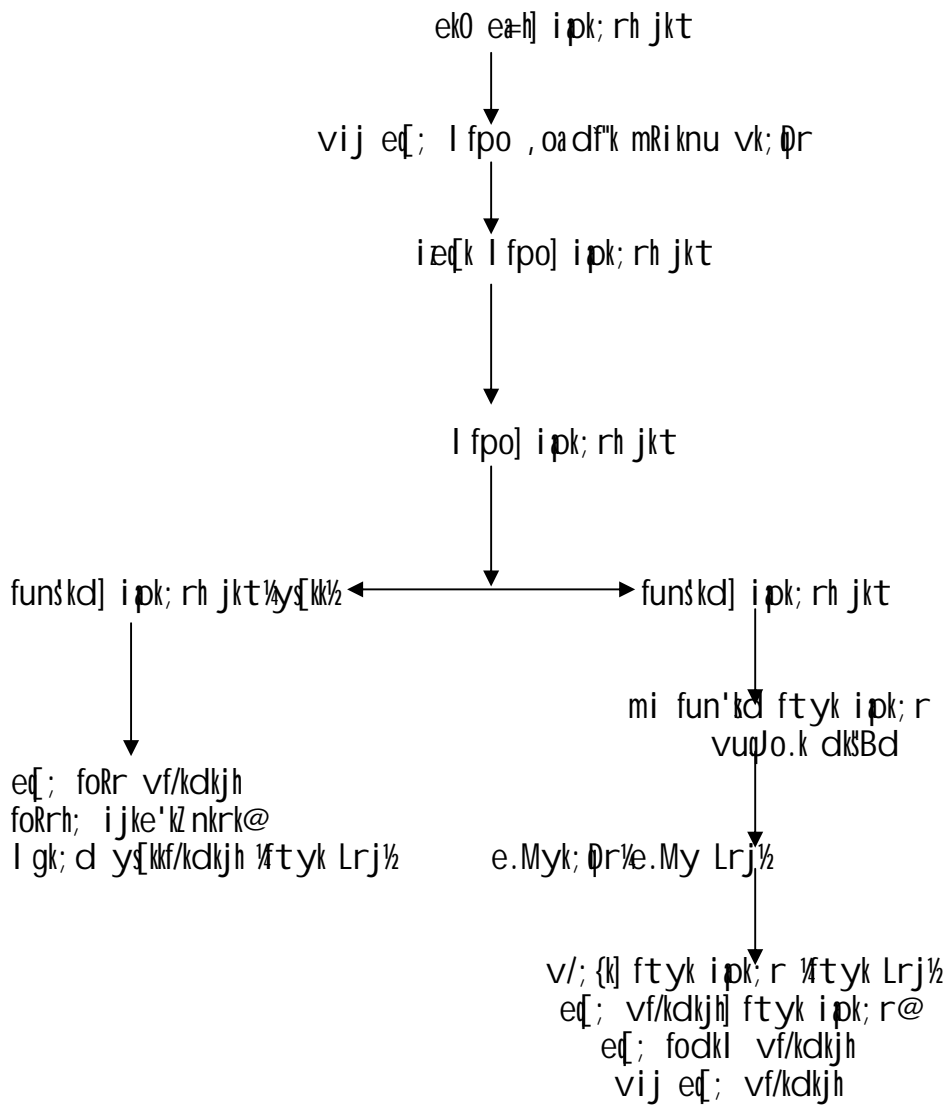 ek0 ea=h] iapk;rh jkt
vij eq[; lfpo ,oa df"k mRiknu vk;qDr
izeq[k lfpo] iapk;rh jkt
lfpo] iapk;rh jkt
funs'kd] iapk;rh jkt¼ys[kk½
funs'kd] iapk;rh jkt
mi fun'skd ftyk iapk;r
vuqJo.k dks"Bd
eq[; foRr vf/kdkjh
foRrh; ijke'kZnkrk@
lgk;d ys[kkf/kdkjh ¼ftyk Lrj½
e.Myk;qDr¼e.My Lrj½
v/;{k] ftyk iapk;r ¼ftyk Lrj½
eq[; vf/kdkjh] ftyk iapk;r@
eq[; fodkl vf/kdkjh
vij eq[; vf/kdkjh